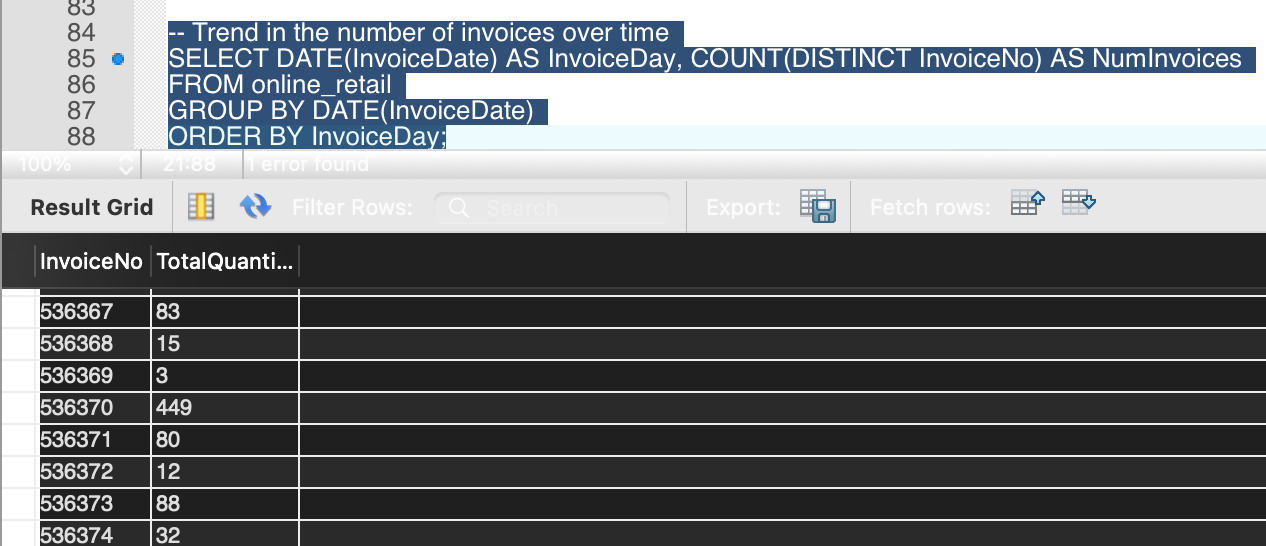 83
84 -- Trend in the number of invoices over time
85 SELECT DATE(InvoiceDate) AS InvoiceDay, COUNT(DISTINCT InvoiceNo) AS NumInvoices
86 FROM online_retail
87 GROUP BY DATE(InvoiceDate)
88 ORDER BY InvoiceDay;
100% 21:88 1 error found
Result Grid Filter Rows: Search Export: Fetch rows:
InvoiceNo TotalQuanti...
536367 83
536368 15
536369 3
536370 449
536371 80
536372 12
536373 88
536374 32